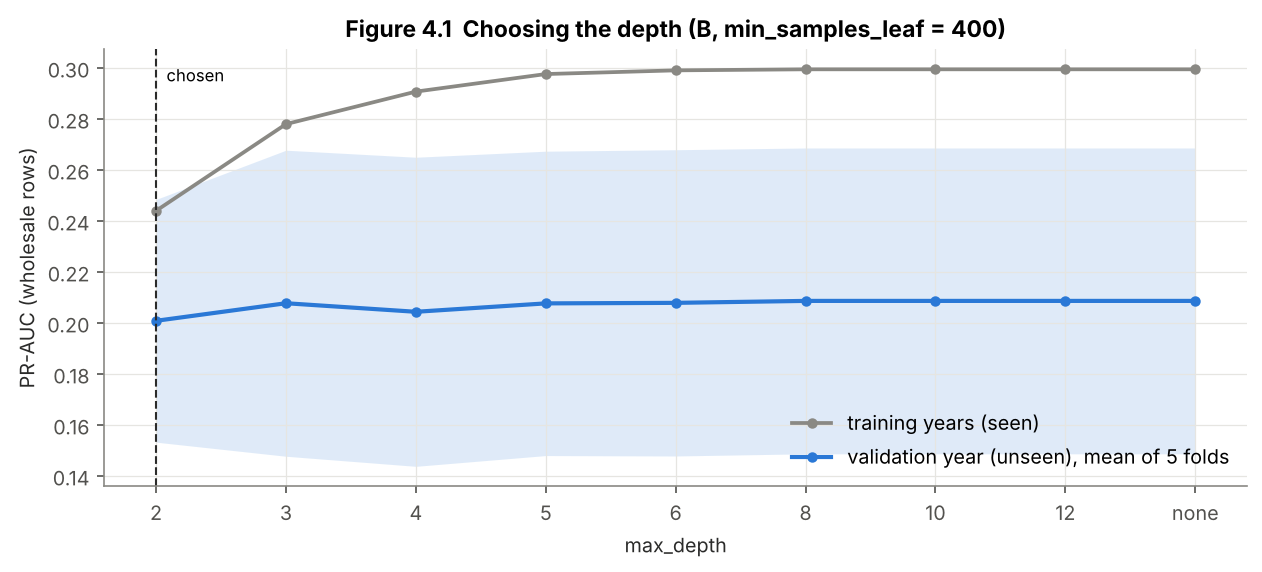 Figure 4.1 Choosing the depth (B, min_samples_leaf = 400)
chosen
PR-AUC (wholesale rows)
0.30
0.28
0.26
0.24
0.22
0.20
0.18
0.16
0.14
training years (seen)
validation year (unseen), mean of 5 folds
2 3 4 5 6 8 10 12 none
max_depth